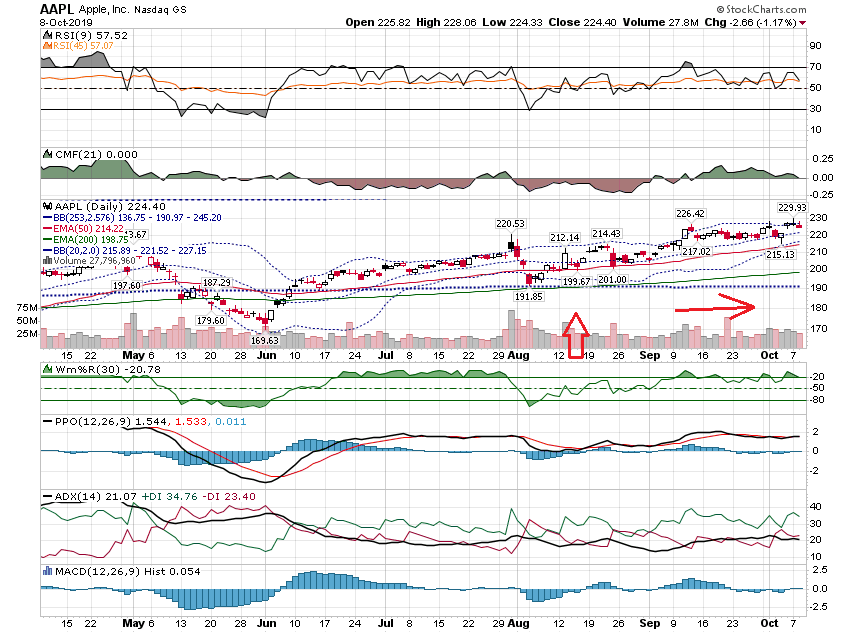 AAPL Apple, Inc. Nasdaq GS © StockCharts.com
8-Oct-2019 Open 225.82 High 228.06 Low 224.33 Close 224.40 Volume 27.8M Chg -2.66 (-1.17%)
RSI(9) 57.52
RSI(45) 57.07
90
70
50
30
10
CMF(21) 0.000
0.25
0.00
-0.25
AAPL (Daily) 224.40
BB(253,2.576) 136.75 - 190.97 - 245.20
EMA(50) 214.22
EMA(200) 198.75
BB(20,2.0) 215.89 - 221.52 - 227.15
Volume 27,796,960
3.67
197.60
187.29
179.60
169.63
220.53
191.85
212.14
199.67
214.43
201.00
226.42
217.02
229.93
215.13
230
220
210
200
190
180
170
75M
50M
25M
15 22 May 6 13 20 28 Jun 10 17 24 Jul 8 15 22 29 Aug 12 19 26 Sep 9 16 23 Oct 7
Wm%R(30) -20.78
-20
-50
-80
PPO(12,26,9) 1.544, 1.533, 0.011
2
0
-2
ADX(14) 21.07 +DI 34.76 -DI 23.40
40
30
20
10
MACD(12,26,9) Hist 0.054
2.5
0.0
-2.5
15 22 May 6 13 20 28 Jun 10 17 24 Jul 8 15 22 29 Aug 12 19 26 Sep 9 16 23 Oct 7